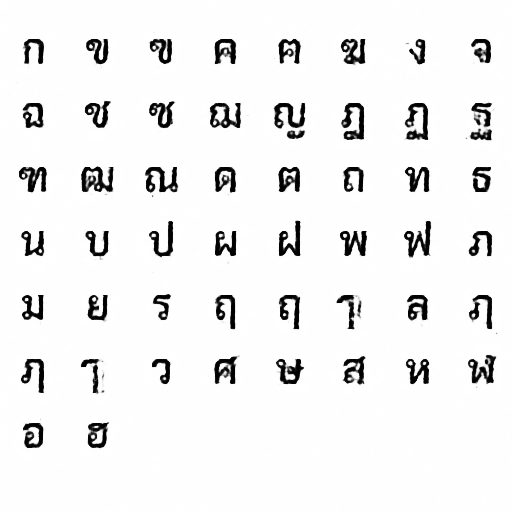 ก ข ฃ ค ฅ ฆ ง จ
ฉ ช ซ ฌ ญ ฎ ฏ ฐ
ฑ ฒ ณ ด ต ถ ท ธ
น บ ป ผ ฝ พ ฟ ภ
ม ย ร ฤ ฤ ๅ ล ฦ
ฦ ๅ ว ศ ษ ส ห ฬ
อ ฮ